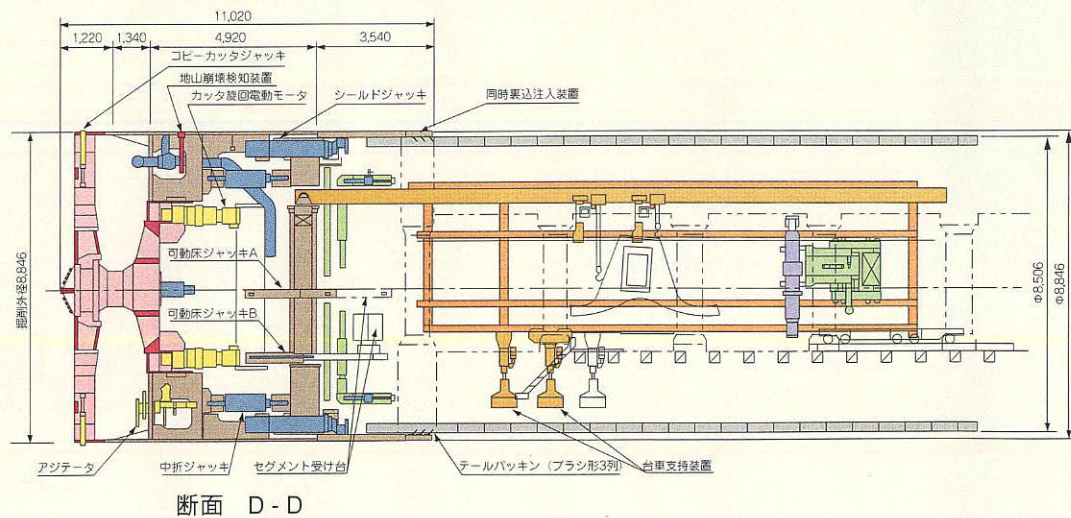 11,020
1,220
1,340
4,920
3,540
コピーカッタジャッキ
地山崩壊検知装置
カッタ旋回電動モータ
シールドジャッキ
同時裏込注入装置
掘削外径8,846
可動床ジャッキA
可動床ジャッキB
Φ8,506
Φ8,846
アジテータ
中折ジャッキ
セグメント受け台
テールパッキン（ブラシ形3列）
台車支持装置
断面 D-D